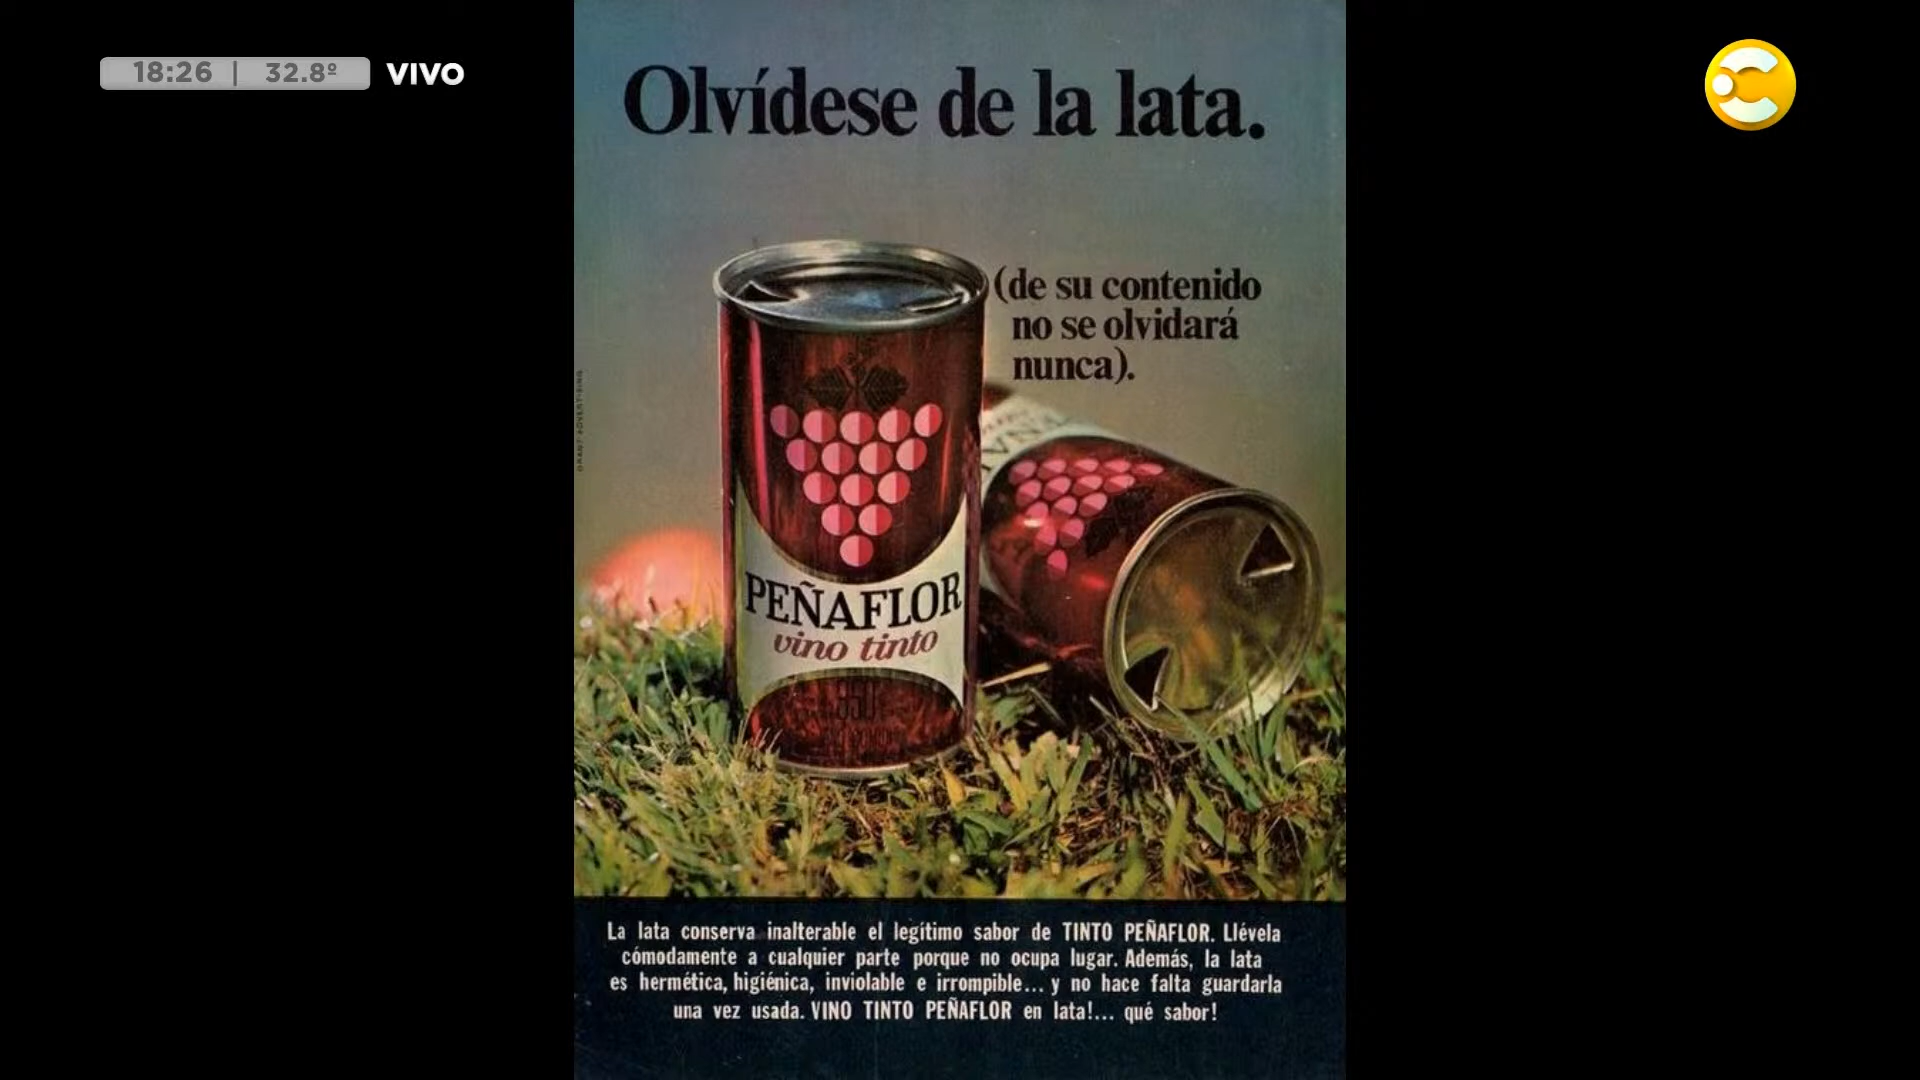 18:26 | 32.8º VIVO
Olvídese de la lata.
(de su contenido
no se olvidará
nunca).
GRANT ADVERTISING
PEÑAFLOR
vino tinto
350
La lata conserva inalterable el legítimo sabor de TINTO PEÑAFLOR. Llévela
cómodamente a cualquier parte porque no ocupa lugar. Además, la lata
es hermética, higiénica, inviolable e irrompible... y no hace falta guardarla
una vez usada. VINO TINTO PEÑAFLOR en lata!... qué sabor!